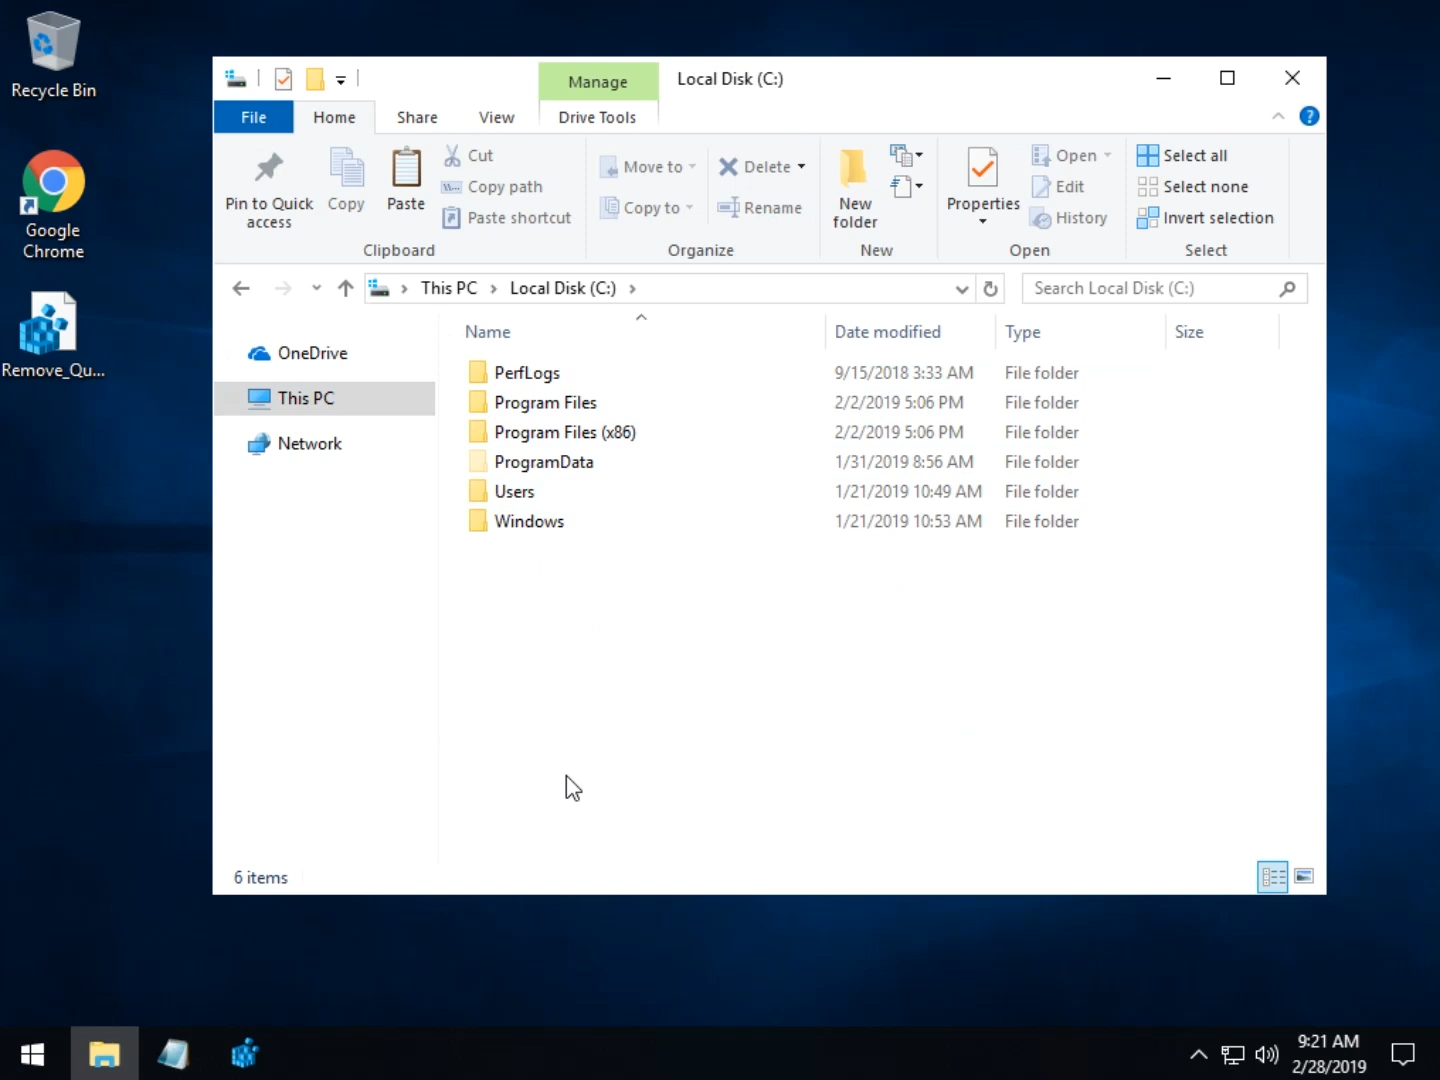 Recycle Bin
Google
Chrome
Remove_Qu...
Manage
Local Disk (C:)
File
Home
Share
View
Drive Tools
?
Pin to Quick
access
Copy
Paste
Cut
Copy path
Paste shortcut
Clipboard
Move to
Copy to
Delete
Rename
Organize
New
folder
New
Properties
Open
Edit
History
Open
Select all
Select none
Invert selection
Select
This PC > Local Disk (C:) >
Search Local Disk (C:)
OneDrive
This PC
Network
Name Date modified Type Size
PerfLogs 9/15/2018 3:33 AM File folder
Program Files 2/2/2019 5:06 PM File folder
Program Files (x86) 2/2/2019 5:06 PM File folder
ProgramData 1/31/2019 8:56 AM File folder
Users 1/21/2019 10:49 AM File folder
Windows 1/21/2019 10:53 AM File folder
6 items
9:21 AM
2/28/2019